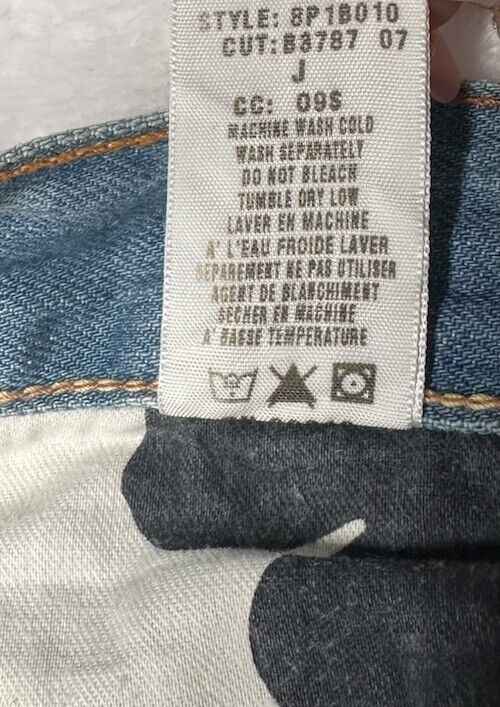 STYLE: 8P1B010
CUT: B3787 07
J
CC: 09S
MACHINE WASH COLD
WASH SEPARATELY
DO NOT BLEACH
TUMBLE DRY LOW
LAVER EN MACHINE
A' L'EAU FROIDE LAVER
SEPAREMENT NE PAS UTILISER
AGENT DE BLANCHIMENT
SECHER EN MACHINE
A' BASSE TEMPERATURE